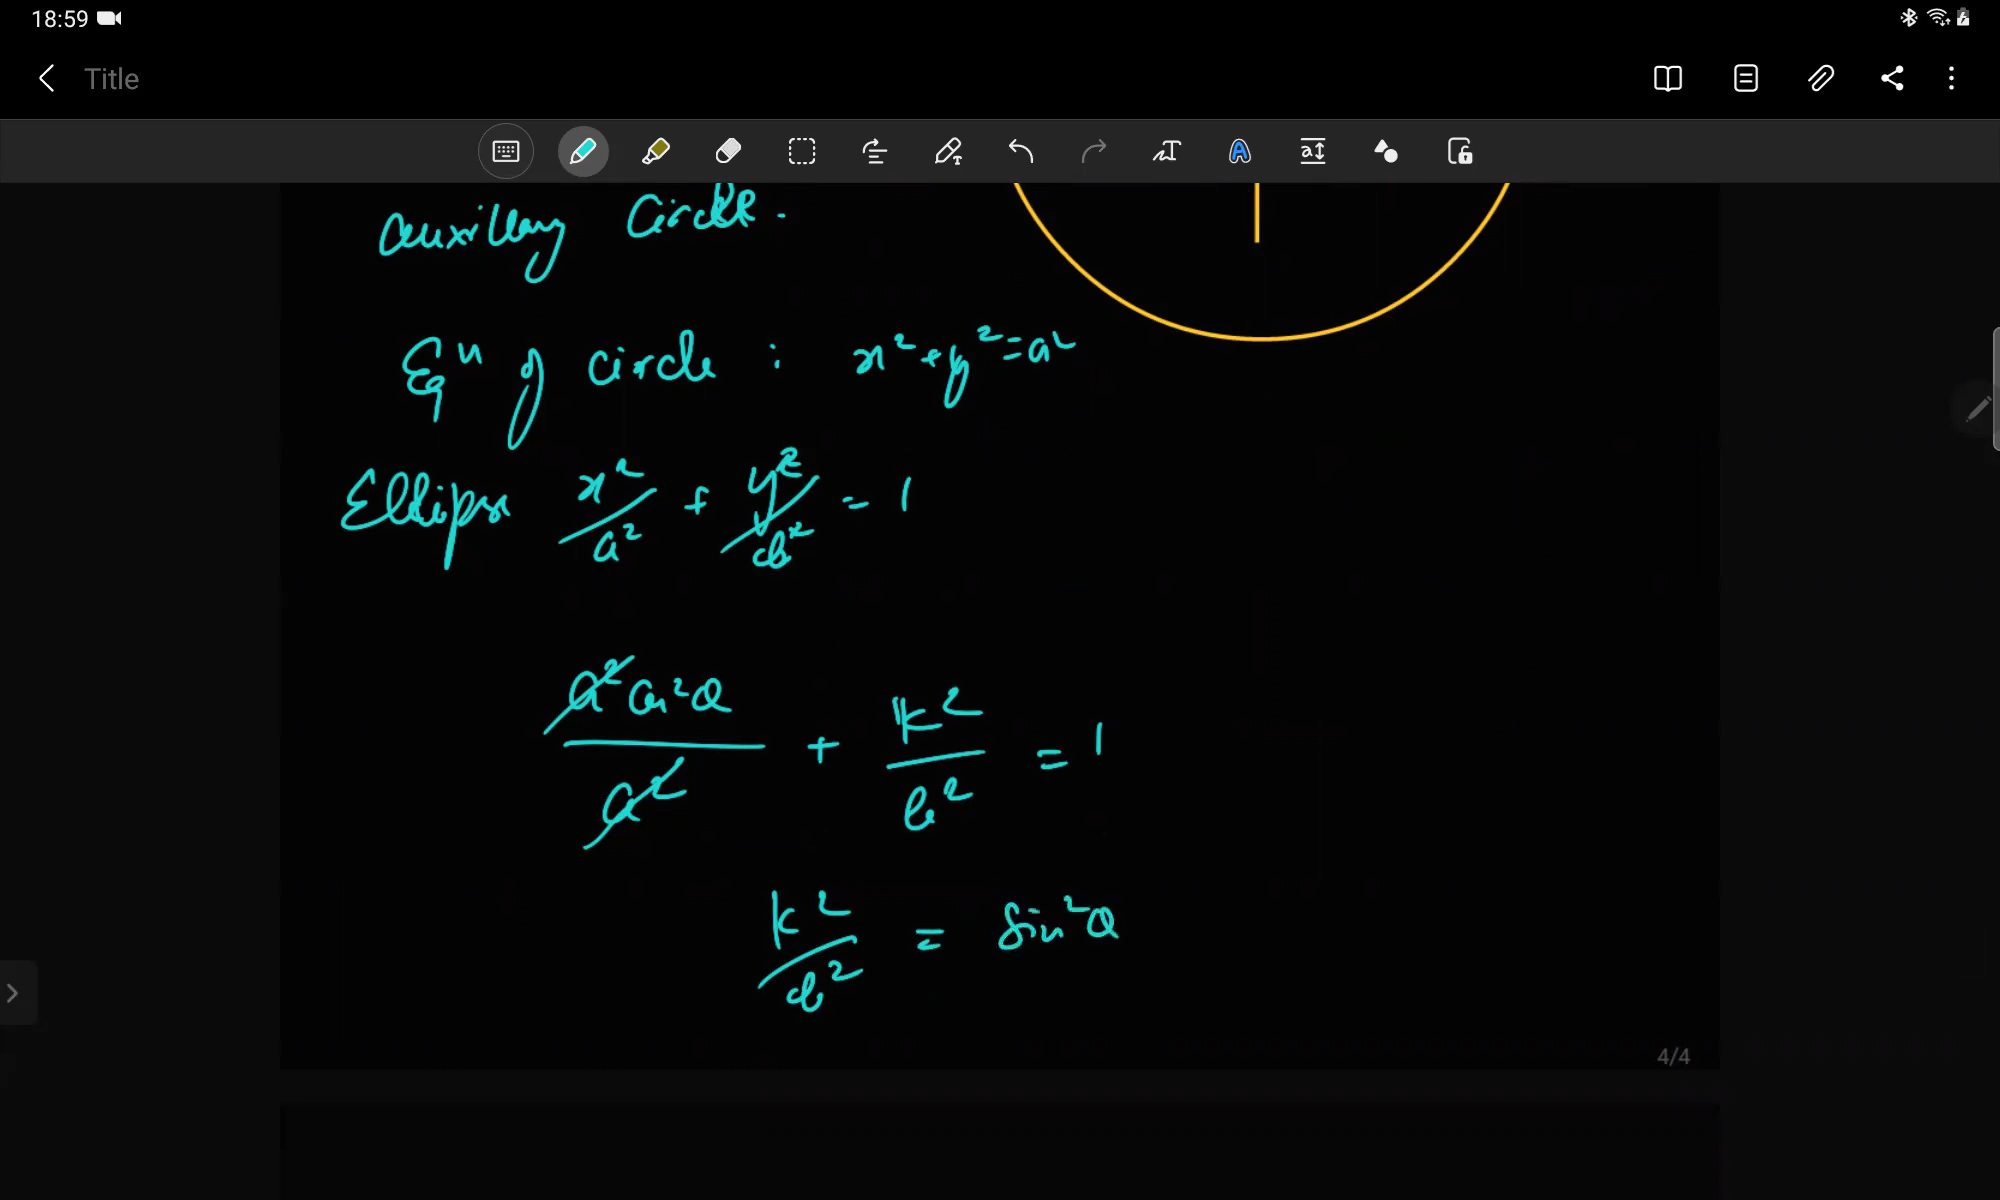 18:59
Title
auxillary Circle.
Eqⁿ of circle : x²+y²=a²
Ellipse x²/a² + y²/b² = 1
a²cos²θ/a² + k²/b² = 1
k²/b² = sin²θ
4/4